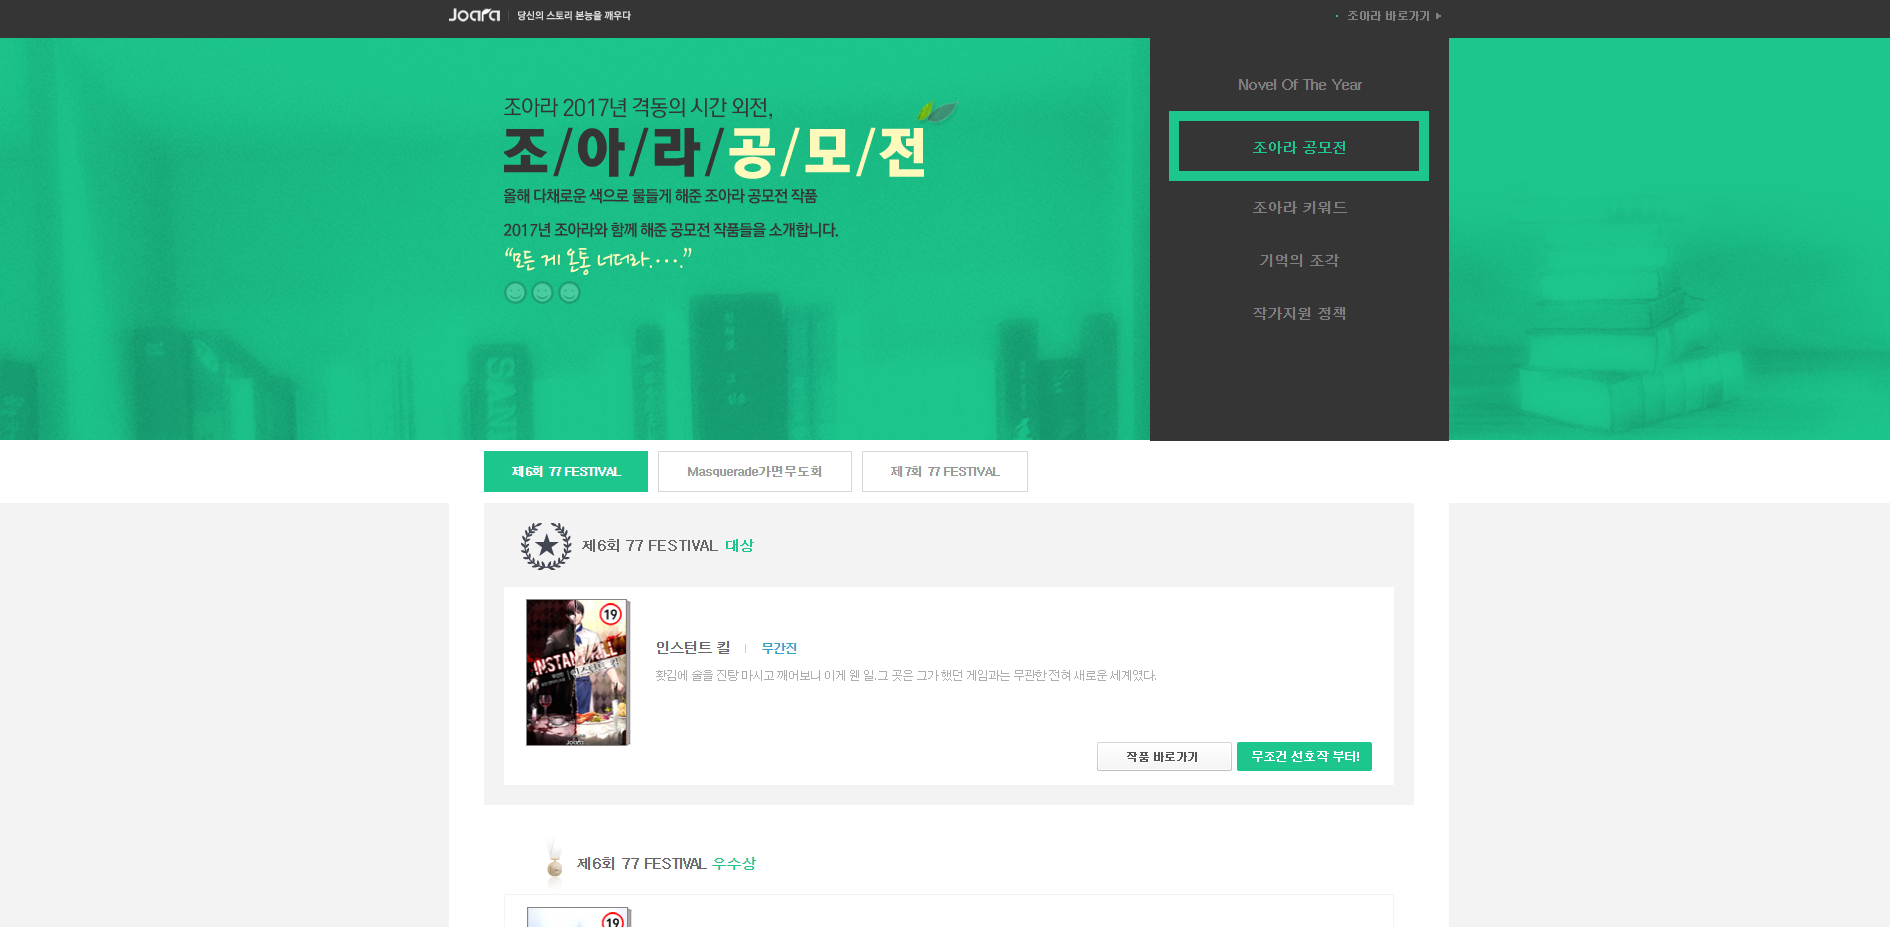 Joara 당신의 스토리 본능을 깨우다
조아라 바로가기
조아라 2017년 격동의 시간 외전,
조/아/라/공/모/전
올해 다채로운 색으로 물들게 해준 조아라 공모전 작품
2017년 조아라와 함께 해준 공모전 작품들을 소개합니다.
“모든 게 온통 너더라....”
Novel Of The Year
조아라 공모전
조아라 키워드
기억의 조각
작가지원 정책
제6회 77 FESTIVAL
Masquerade가면무도회
제7회 77 FESTIVAL
제6회 77 FESTIVAL 대상
19
인스턴트 킬
Joara
인스턴트 킬 무간진
홧김에 술을 진탕 마시고 깨어보니 이게 웬 일.그 곳은 그가 했던 게임과는 무관한 전혀 새로운 세계였다.
작품 바로가기
무조건 선호작 부터!
제6회 77 FESTIVAL 우수상
19